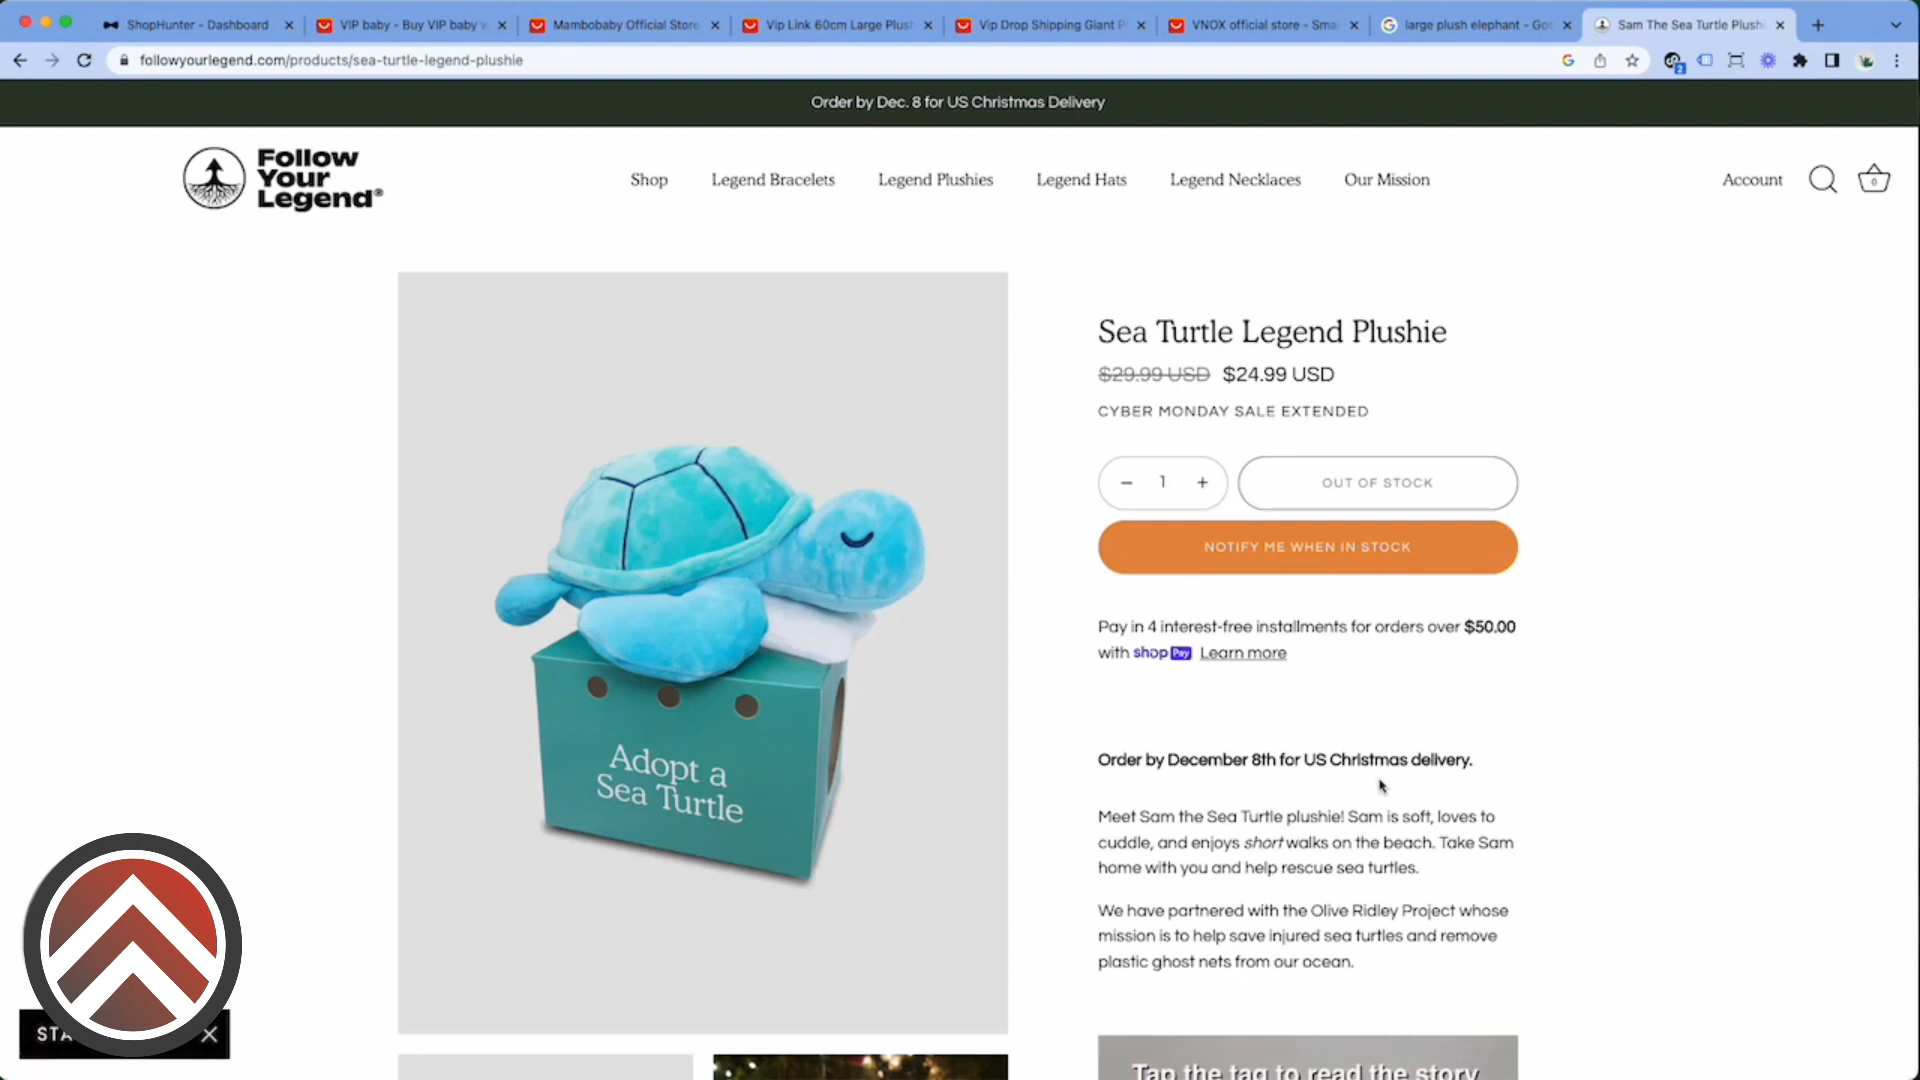 ShopHunter - Dashboard
VIP baby - Buy VIP baby w
Mambobaby Official Store
Vip Link 60cm Large Plush
Vip Drop Shipping Giant P
VNOX official store - Smal
large plush elephant - Goo
Sam The Sea Turtle Plushi
followyourlegend.com/products/sea-turtle-legend-plushie
Order by Dec. 8 for US Christmas Delivery
Follow
Your
Legend®
Shop
Legend Bracelets
Legend Plushies
Legend Hats
Legend Necklaces
Our Mission
Account
0
Sea Turtle Legend Plushie
$29.99 USD $24.99 USD
CYBER MONDAY SALE EXTENDED
− 1 +
OUT OF STOCK
NOTIFY ME WHEN IN STOCK
Pay in 4 interest-free installments for orders over $50.00
with shop Pay Learn more
Order by December 8th for US Christmas delivery.
Meet Sam the Sea Turtle plushie! Sam is soft, loves to
cuddle, and enjoys short walks on the beach. Take Sam
home with you and help rescue sea turtles.
We have partnered with the Olive Ridley Project whose
mission is to help save injured sea turtles and remove
plastic ghost nets from our ocean.
Tap the tag to read the story
Adopt a
Sea Turtle
STA